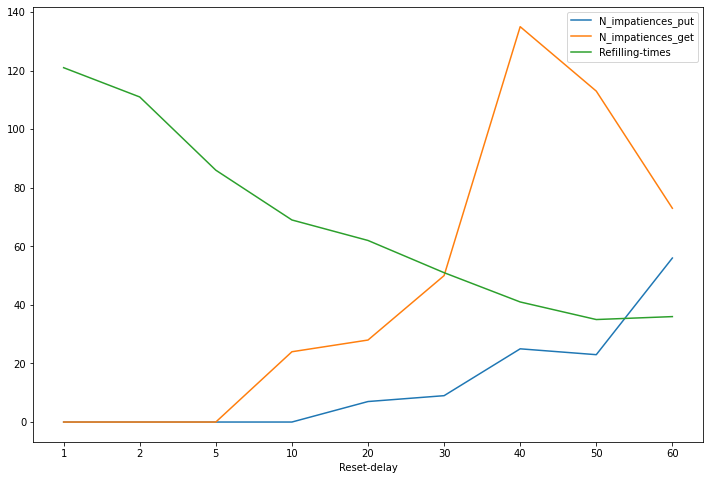 140
120
100
80
60
40
20
0
N_impatiences_put
N_impatiences_get
Refilling-times
1 2 5 10 20 30 40 50 60
Reset-delay